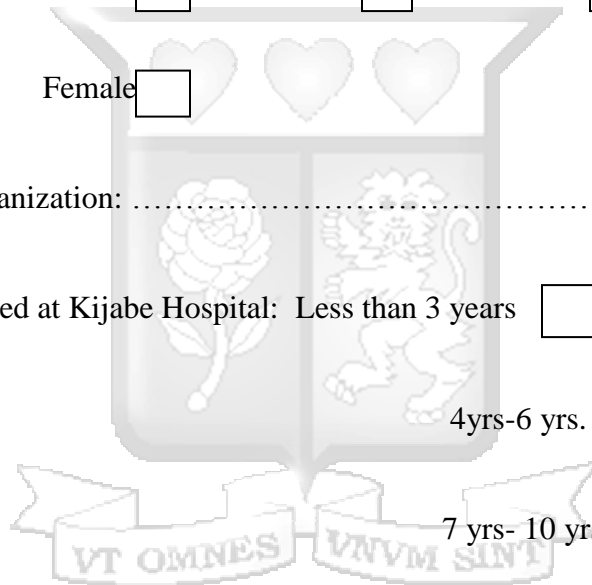 Female
anization: ……………………………………
ed at Kijabe Hospital: Less than 3 years
4yrs-6 yrs.
7 yrs- 10 yr
VT OMNES VNVM SINT